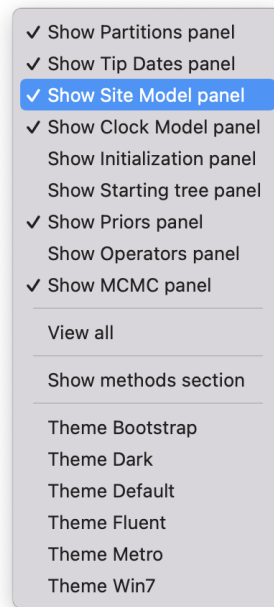 ✓ Show Partitions panel
✓ Show Tip Dates panel
✓ Show Site Model panel
✓ Show Clock Model panel
Show Initialization panel
Show Starting tree panel
✓ Show Priors panel
Show Operators panel
✓ Show MCMC panel
View all
Show methods section
Theme Bootstrap
Theme Dark
Theme Default
Theme Fluent
Theme Metro
Theme Win7